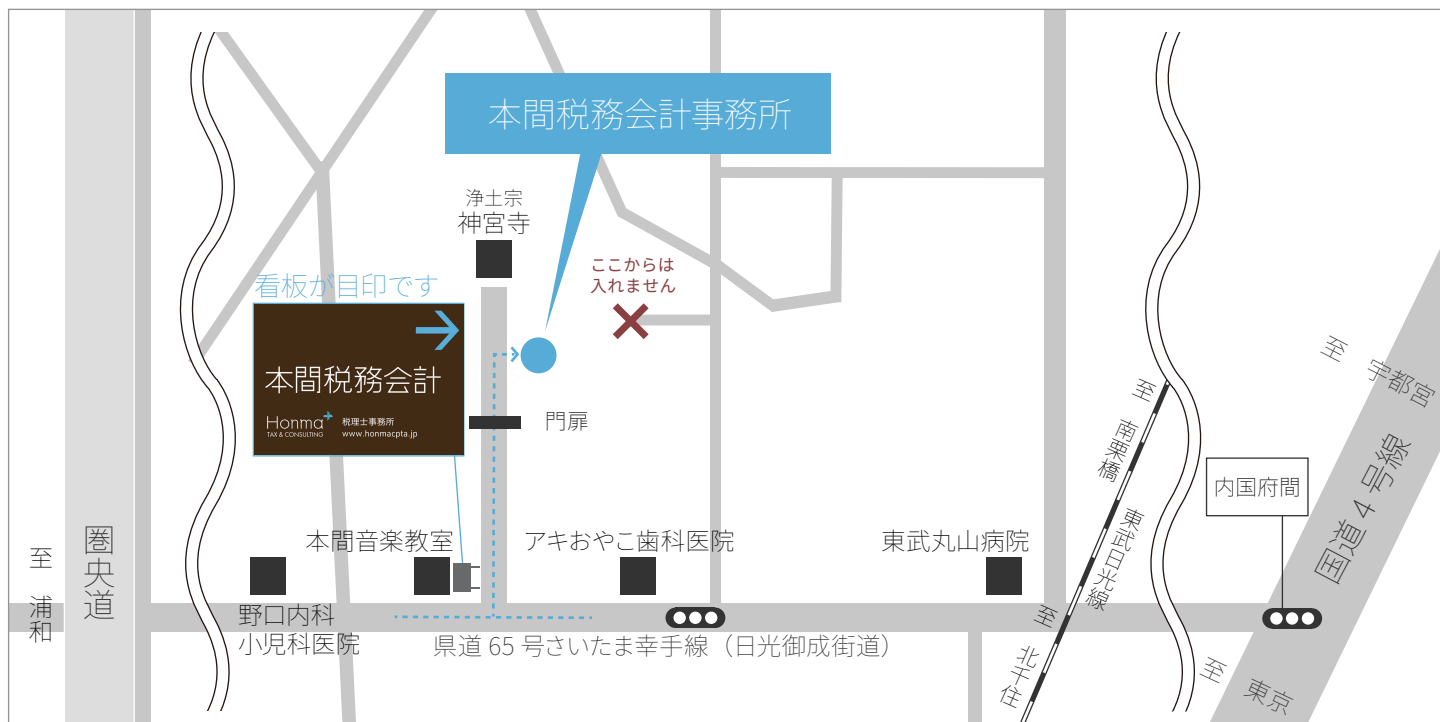 本間税務会計事務所
浄土宗
神宮寺
ここからは
入れません
看板が目印です
本間税務会計
Honma
TAX & CONSULTING
税理士事務所
www.honmacpta.jp
門扉
至 宇都宮
至 南栗橋
東武日光線
内国府間
国道4号線
圏央道
至 浦和
本間音楽教室
アキおやこ歯科医院
東武丸山病院
野口内科
小児科医院
県道 65 号さいたま幸手線（日光御成街道）
至 北千住
至 東京